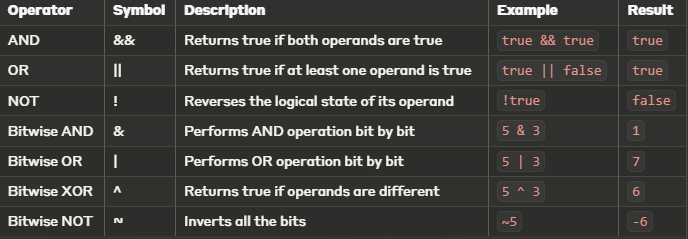 Operator Symbol Description Example Result
AND && Returns true if both operands are true true && true true
OR || Returns true if at least one operand is true true || false true
NOT ! Reverses the logical state of its operand !true false
Bitwise AND & Performs AND operation bit by bit 5 & 3 1
Bitwise OR | Performs OR operation bit by bit 5 | 3 7
Bitwise XOR ^ Returns true if operands are different 5 ^ 3 6
Bitwise NOT ~ Inverts all the bits ~5 -6